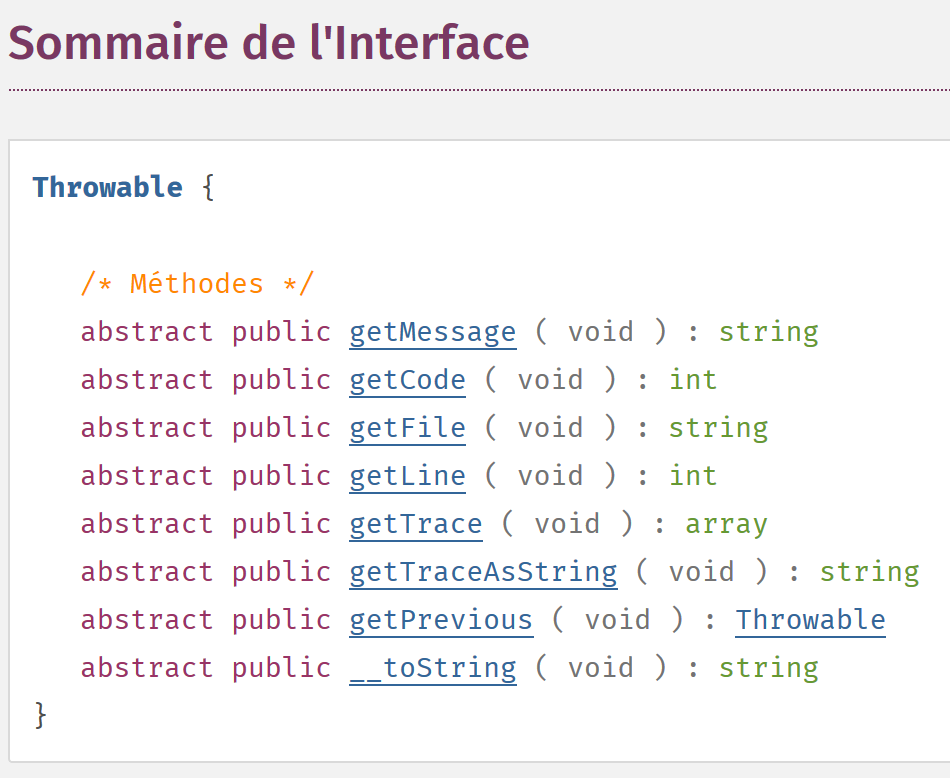 Sommaire de l'Interface
Throwable {
/* Méthodes */
abstract public getMessage ( void ) : string
abstract public getCode ( void ) : int
abstract public getFile ( void ) : string
abstract public getLine ( void ) : int
abstract public getTrace ( void ) : array
abstract public getTraceAsString ( void ) : string
abstract public getPrevious ( void ) : Throwable
abstract public __toString ( void ) : string
}